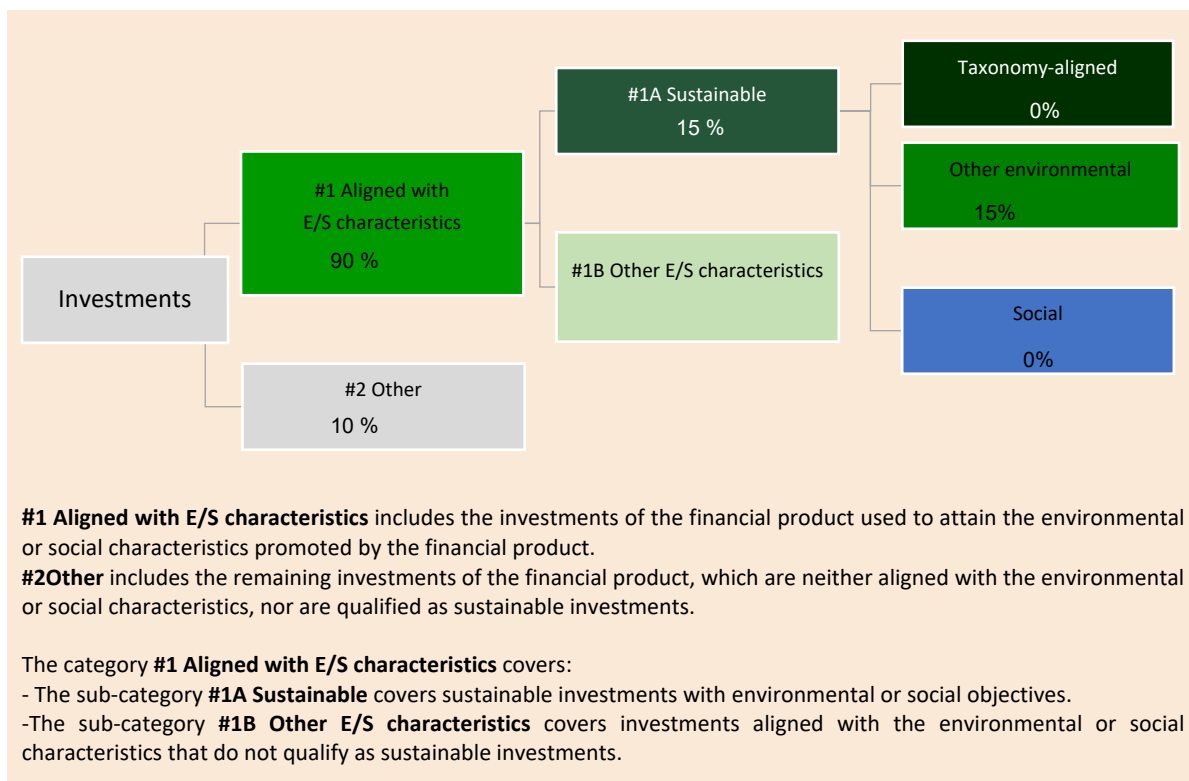 Investments
#1 Aligned with
E/S characteristics
90 %
#2 Other
10 %
#1A Sustainable
15 %
#1B Other E/S characteristics
Taxonomy-aligned
0%
Other environmental
15%
Social
0%
#1 Aligned with E/S characteristics includes the investments of the financial product used to attain the environmental
or social characteristics promoted by the financial product.
#2Other includes the remaining investments of the financial product, which are neither aligned with the environmental
or social characteristics, nor are qualified as sustainable investments.
The category #1 Aligned with E/S characteristics covers:
- The sub-category #1A Sustainable covers sustainable investments with environmental or social objectives.
-The sub-category #1B Other E/S characteristics covers investments aligned with the environmental or social
characteristics that do not qualify as sustainable investments.